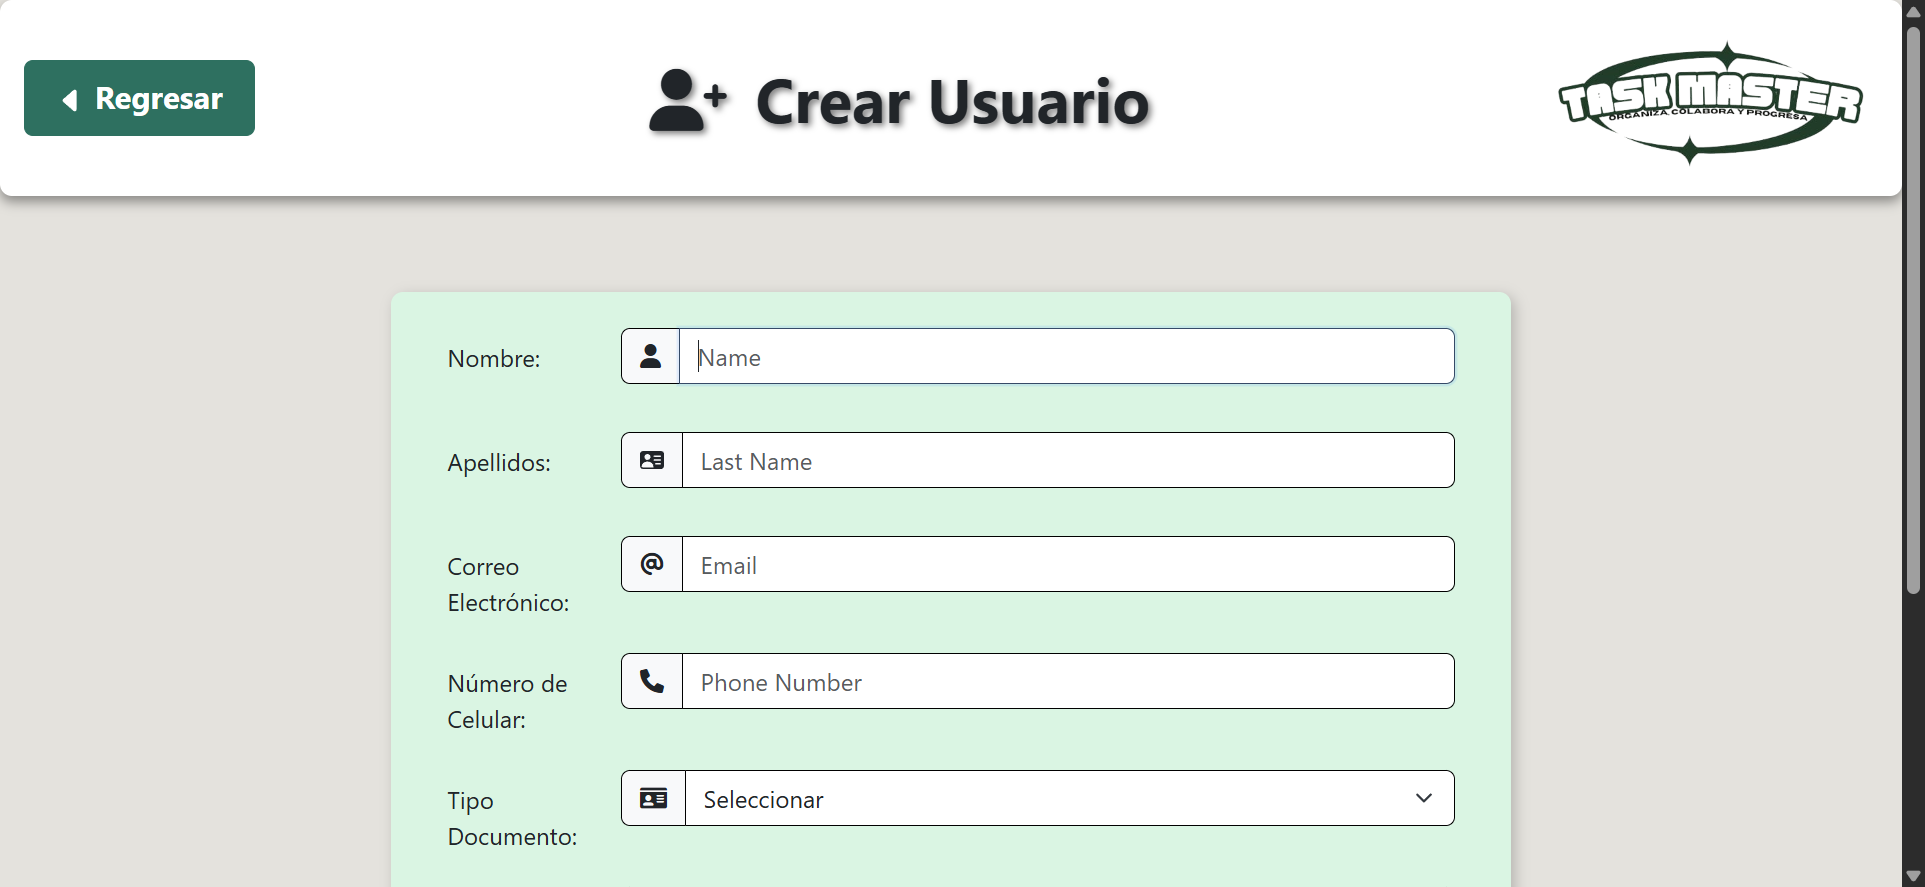 Regresar
Crear Usuario
TASK MASTER
ORGANIZA, COLABORA Y PROGRESA
Nombre:
Name
Apellidos:
Last Name
Correo
Electrónico:
Email
Número de
Celular:
Phone Number
Tipo
Documento:
Seleccionar